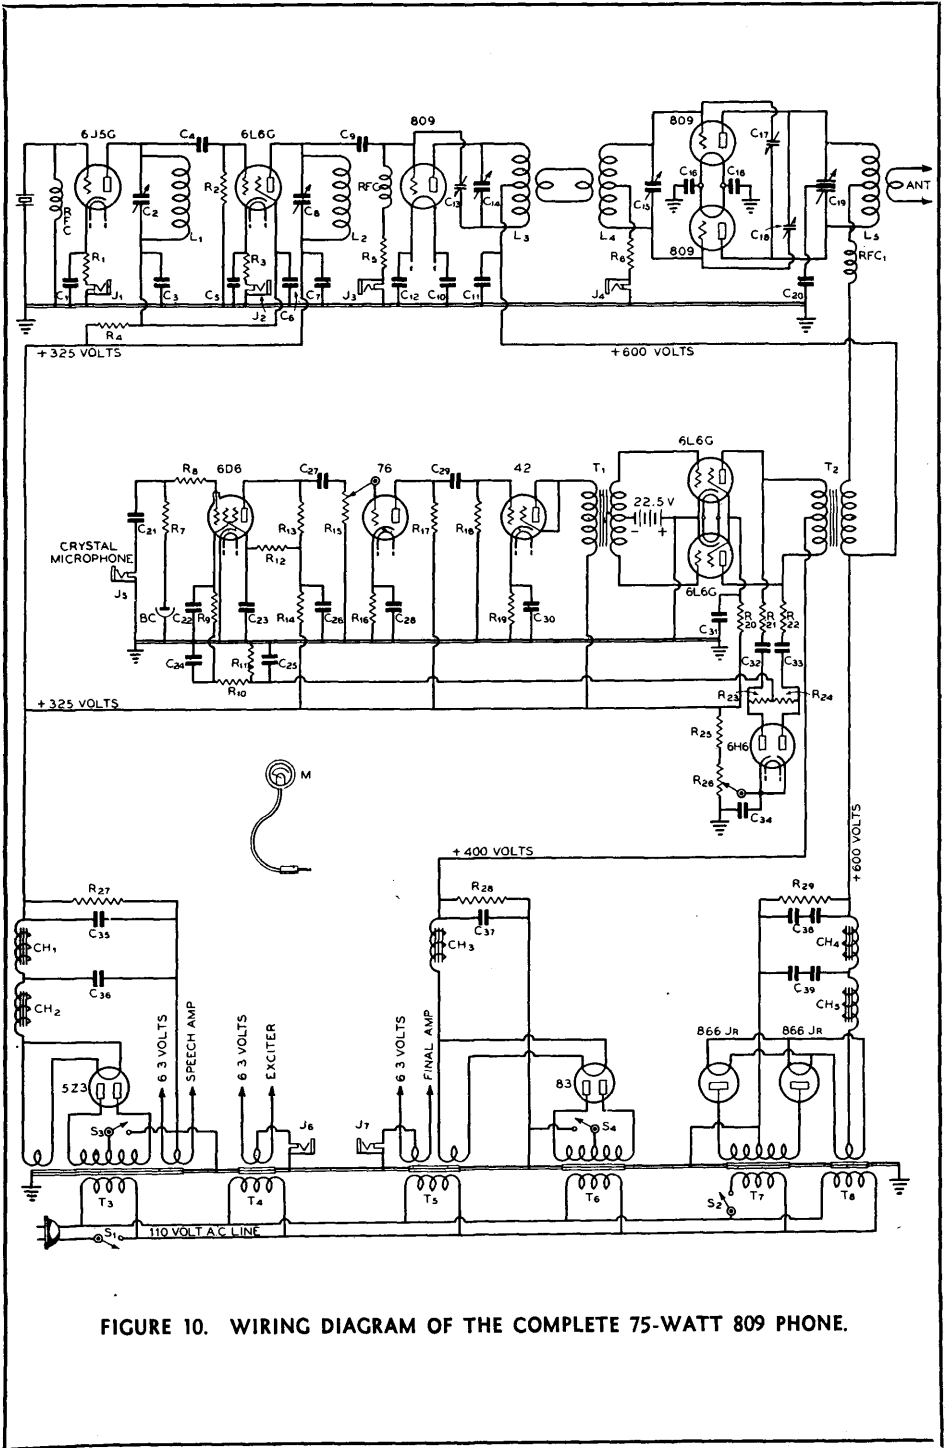 6J5G C4 6L6G C9 809 809 C17
R2 RFC C16 C16
RFC C2 C8 C13 C14 C15 C19 ANT
L1 L2 L3 L4 C18 L5
R1 R3 R5 R6 809 RFC1
C1 J1 C3 C5 J2 C6 C7 J3 C12 C10 C11 J4 C20
R4
+325 VOLTS +600 VOLTS
R8 6D6 C27 76 C29 42 T1 6L6G T2
22.5 V
- +
C21 R7 R13 R15 R17 R18
CRYSTAL
MICROPHONE
R12
J5
6L6G
BC C22 R9 C23 R14 C26 R16 C28 R19 C30 C31 R20 R21 R22
C24 R11 C25 C32 C33
R10 R23 R24
+325 VOLTS
R25 6H6
M R26
C34
+400 VOLTS
+600 VOLTS
R27 R28 R29
C35 C37 C38
CH1 CH3 CH4
C36 C39
CH2 CH5
6 3 VOLTS SPEECH AMP 6 3 VOLTS EXCITER 6 3 VOLTS FINAL AMP 866 JR 866 JR
5Z3 83
S3 J6 J7 S4
T3 T4 T5 T6 S2 T7 T8
S1 110 VOLT A.C LINE
FIGURE 10. WIRING DIAGRAM OF THE COMPLETE 75-WATT 809 PHONE.